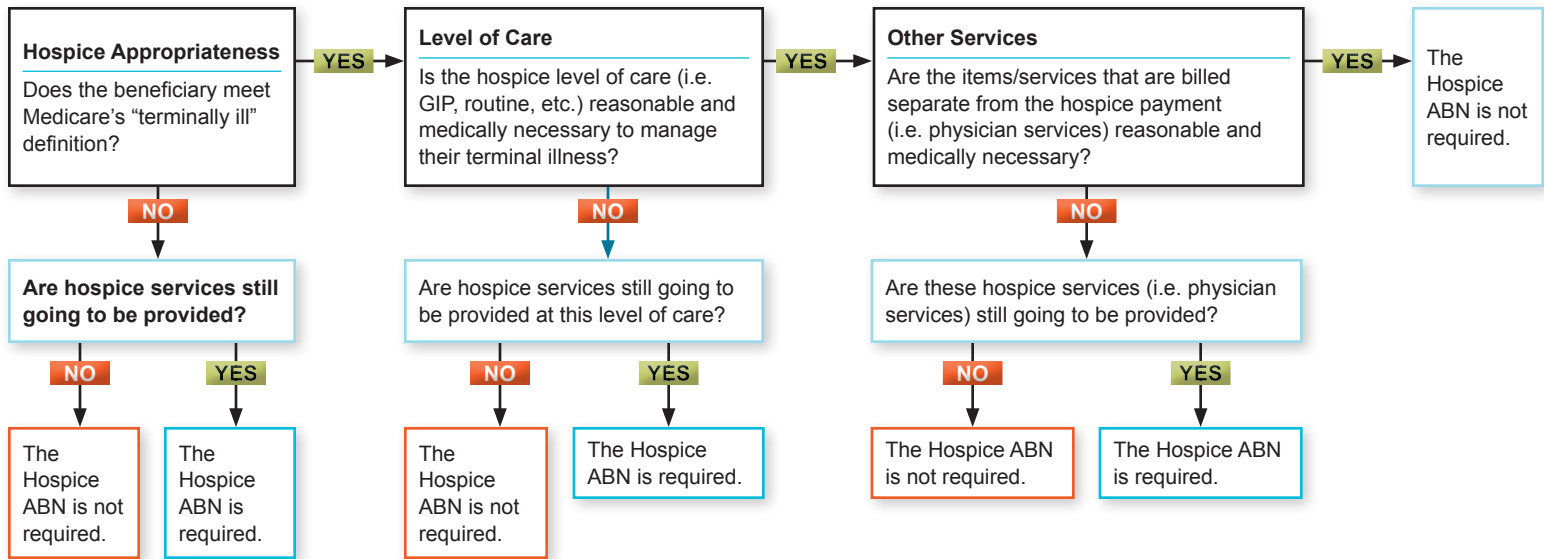 Hospice Appropriateness
Does the beneficiary meet
Medicare's “terminally ill”
definition?
YES
Level of Care
Is the hospice level of care (i.e.
GIP, routine, etc.) reasonable and
medically necessary to manage
their terminal illness?
YES
Other Services
Are the items/services that are billed
separate from the hospice payment
(i.e. physician services) reasonable and
medically necessary?
YES
The
Hospice
ABN is not
required.
NO
NO
NO
Are hospice services still
going to be provided?
Are hospice services still going to
be provided at this level of care?
Are these hospice services (i.e. physician
services) still going to be provided?
NO
YES
NO
YES
NO
YES
The
Hospice
ABN is not
required.
The
Hospice
ABN is
required.
The
Hospice
ABN is not
required.
The Hospice
ABN is required.
The Hospice ABN
is not required.
The Hospice ABN
is required.